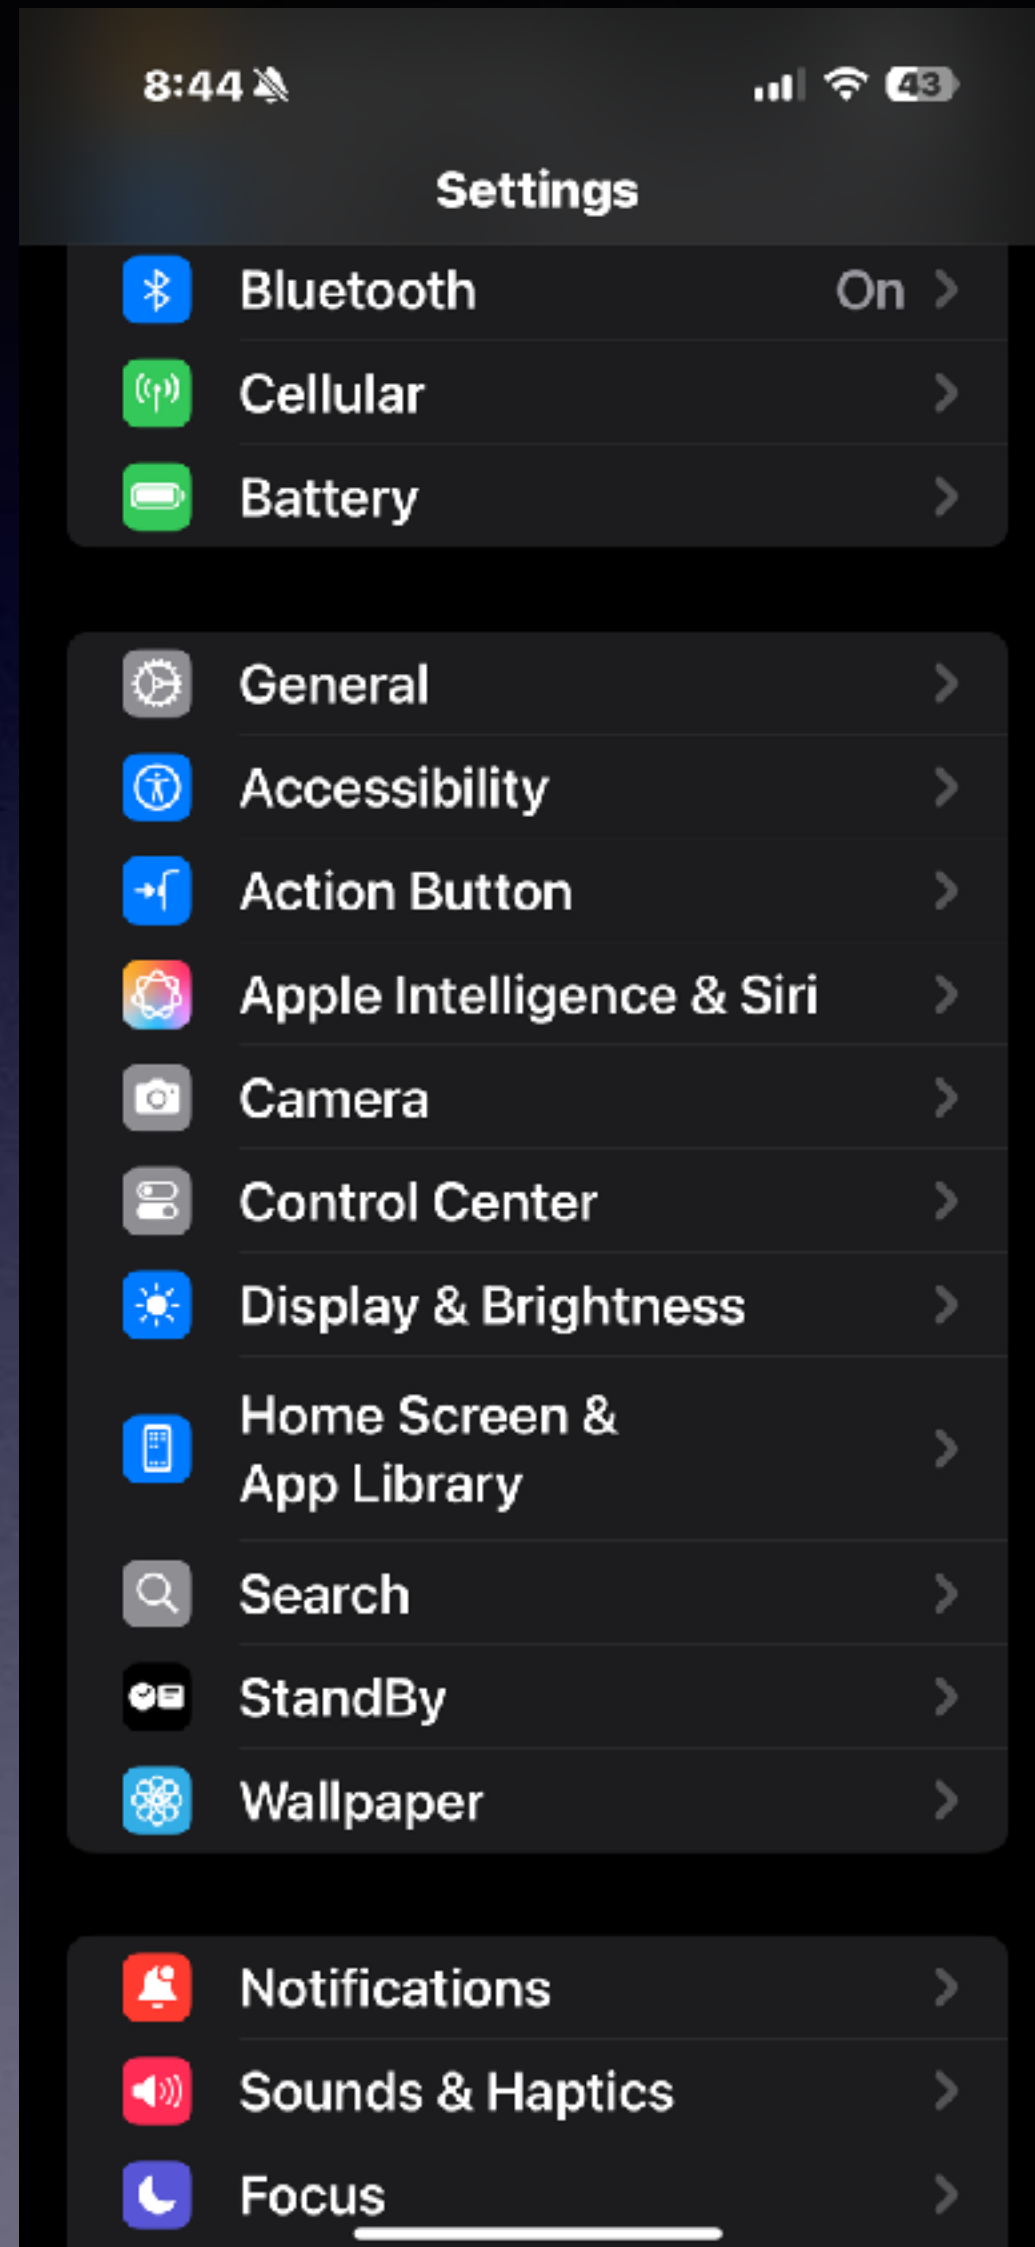 8:44
43
Settings
Bluetooth On
Cellular
Battery
General
Accessibility
Action Button
Apple Intelligence & Siri
Camera
Control Center
Display & Brightness
Home Screen &
App Library
Search
StandBy
Wallpaper
Notifications
Sounds & Haptics
Focus